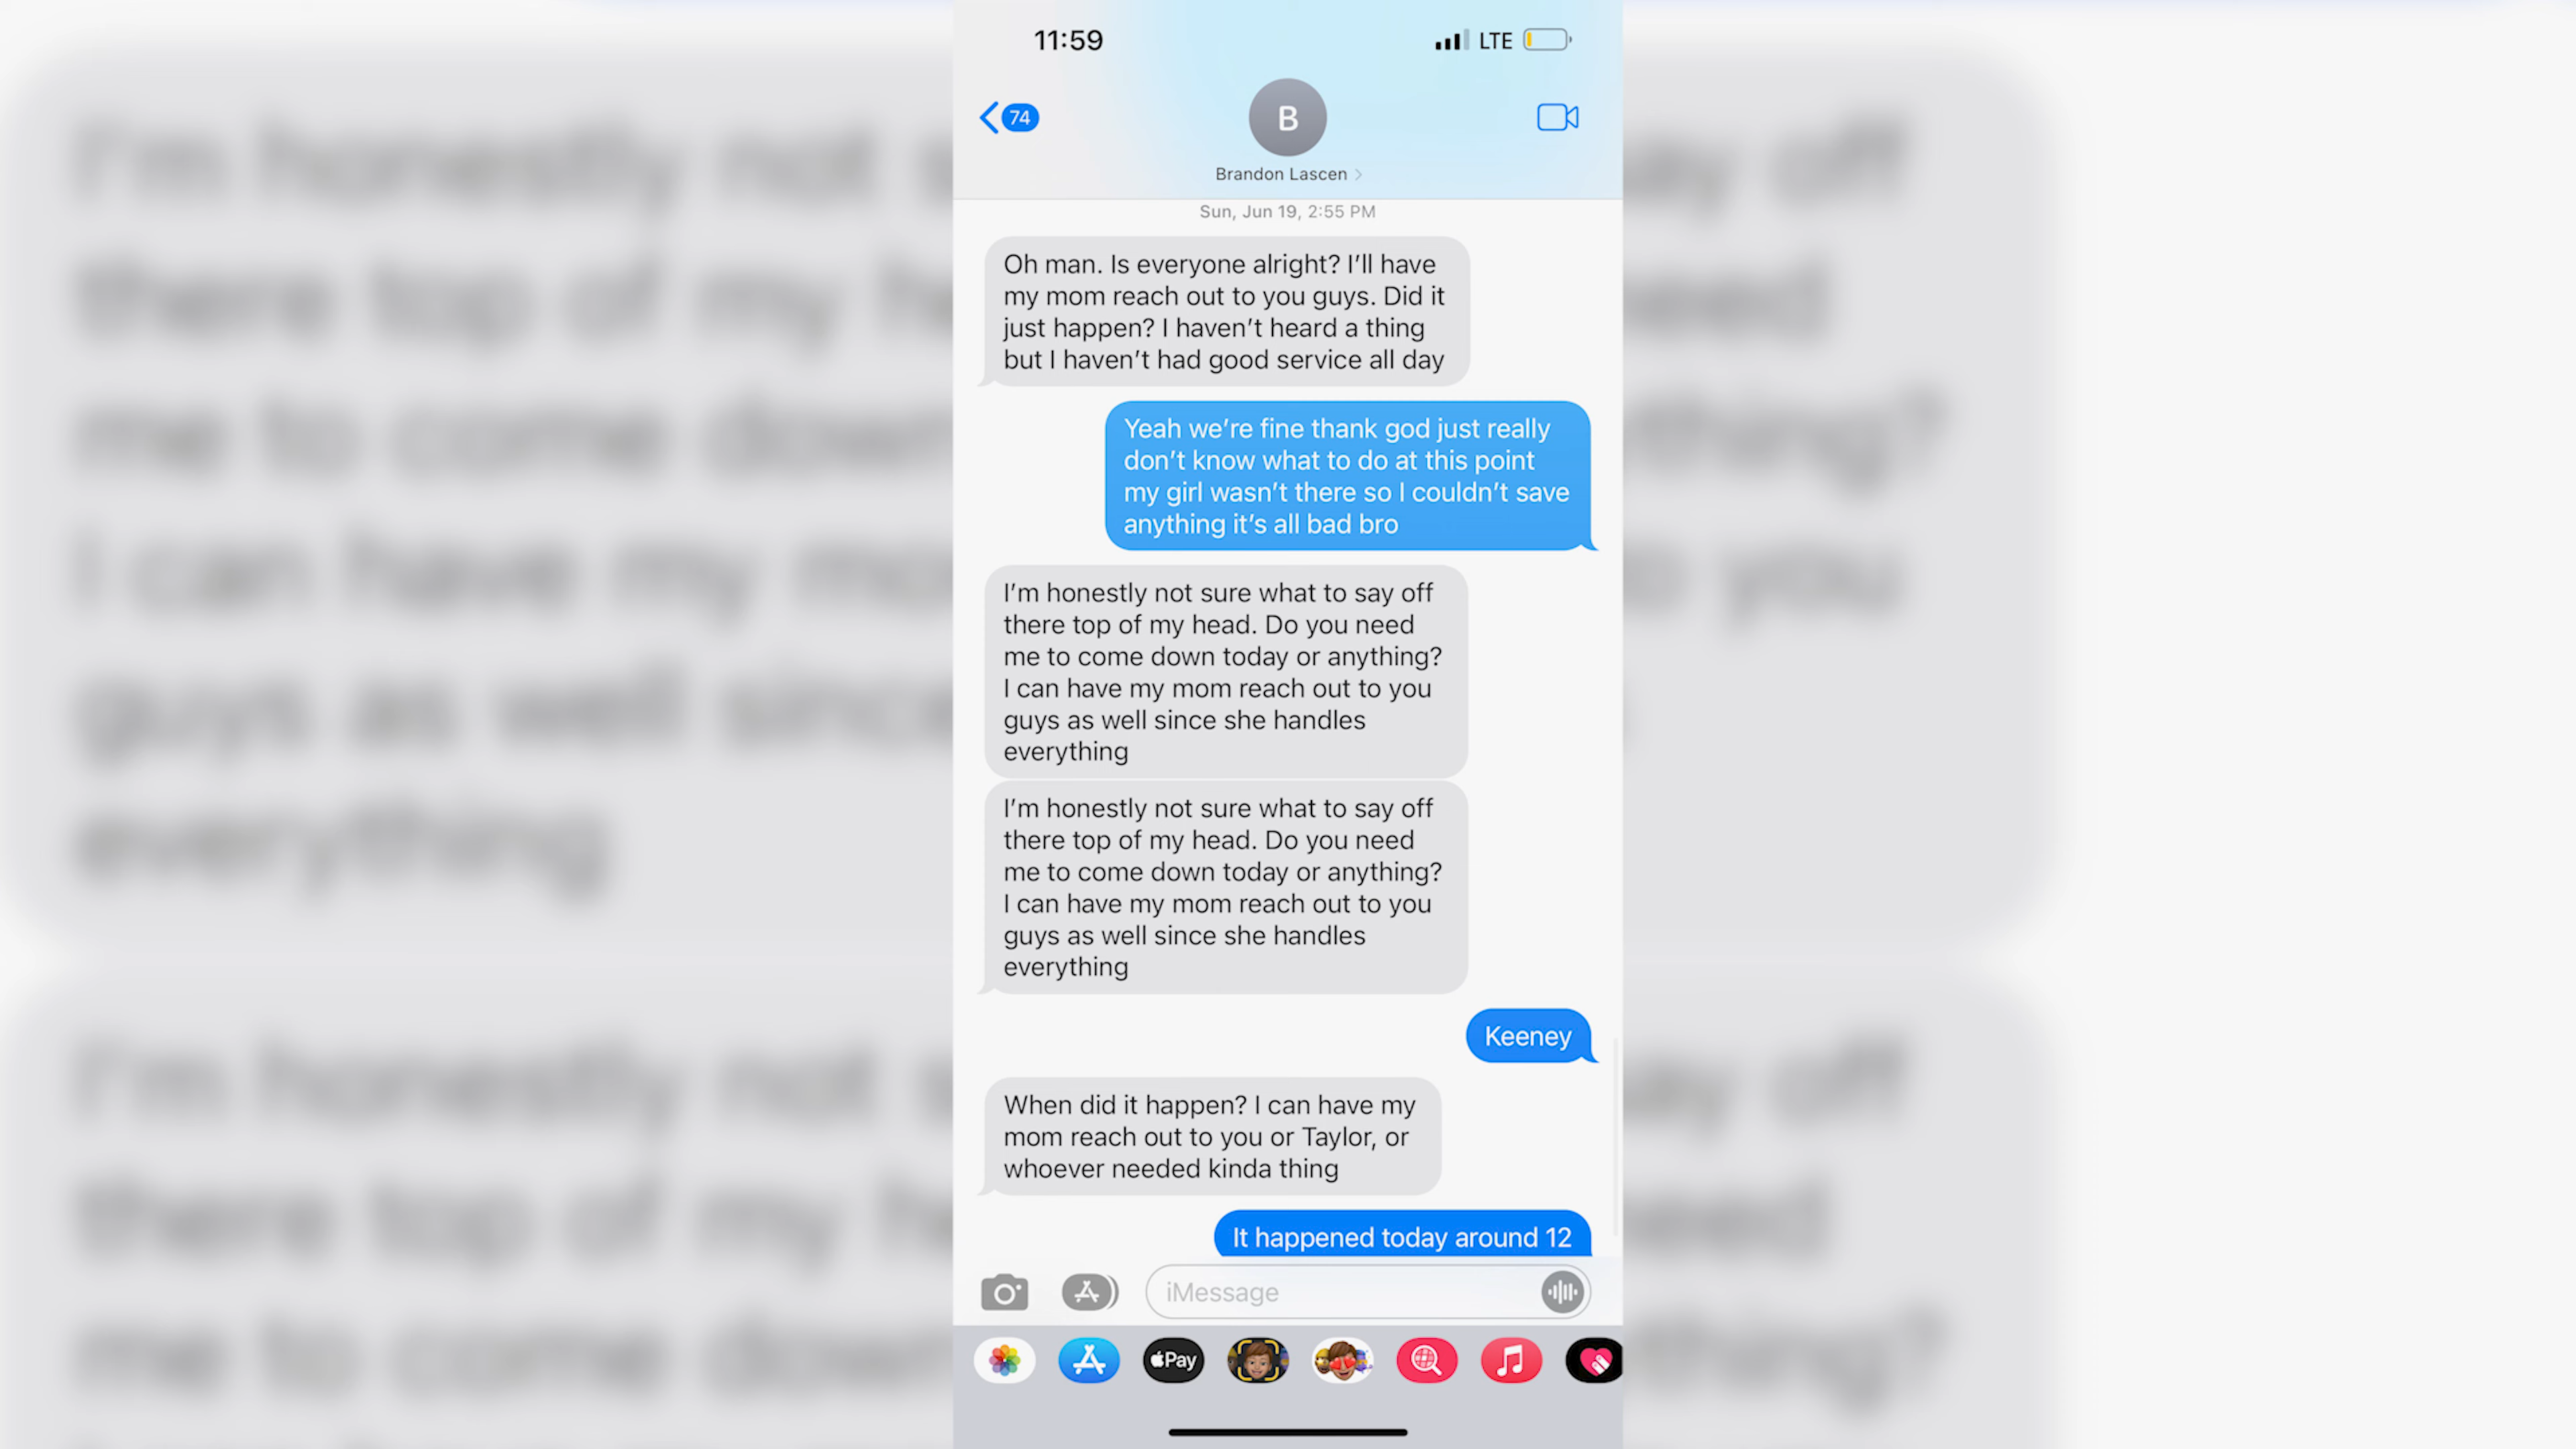 11:59
LTE
74
B
Brandon Lascen
Sun, Jun 19, 2:55 PM
Oh man. Is everyone alright? I'll have
my mom reach out to you guys. Did it
just happen? I haven't heard a thing
but I haven't had good service all day
Yeah we're fine thank god just really
don't know what to do at this point
my girl wasn't there so I couldn't save
anything it's all bad bro
I'm honestly not sure what to say off
there top of my head. Do you need
me to come down today or anything?
I can have my mom reach out to you
guys as well since she handles
everything
I'm honestly not sure what to say off
there top of my head. Do you need
me to come down today or anything?
I can have my mom reach out to you
guys as well since she handles
everything
Keeney
When did it happen? I can have my
mom reach out to you or Taylor, or
whoever needed kinda thing
It happened today around 12
iMessage
Pay